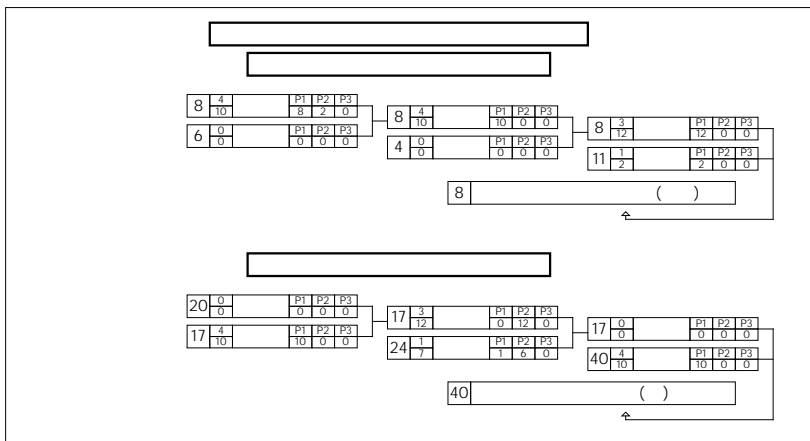 8 4 10 P1 P2 P3 8 2 0
6 0 0 P1 P2 P3 0 0 0
8 4 10 P1 P2 P3 10 0 0
4 0 0 P1 P2 P3 0 0 0
8 3 12 P1 P2 P3 12 0 0
11 1 2 P1 P2 P3 2 0 0
8 ( )
20 0 0 P1 P2 P3 0 0 0
17 4 10 P1 P2 P3 10 0 0
17 3 12 P1 P2 P3 0 12 0
24 1 7 P1 P2 P3 1 6 0
17 0 0 P1 P2 P3 0 0 0
40 4 10 P1 P2 P3 10 0 0
40 ( )